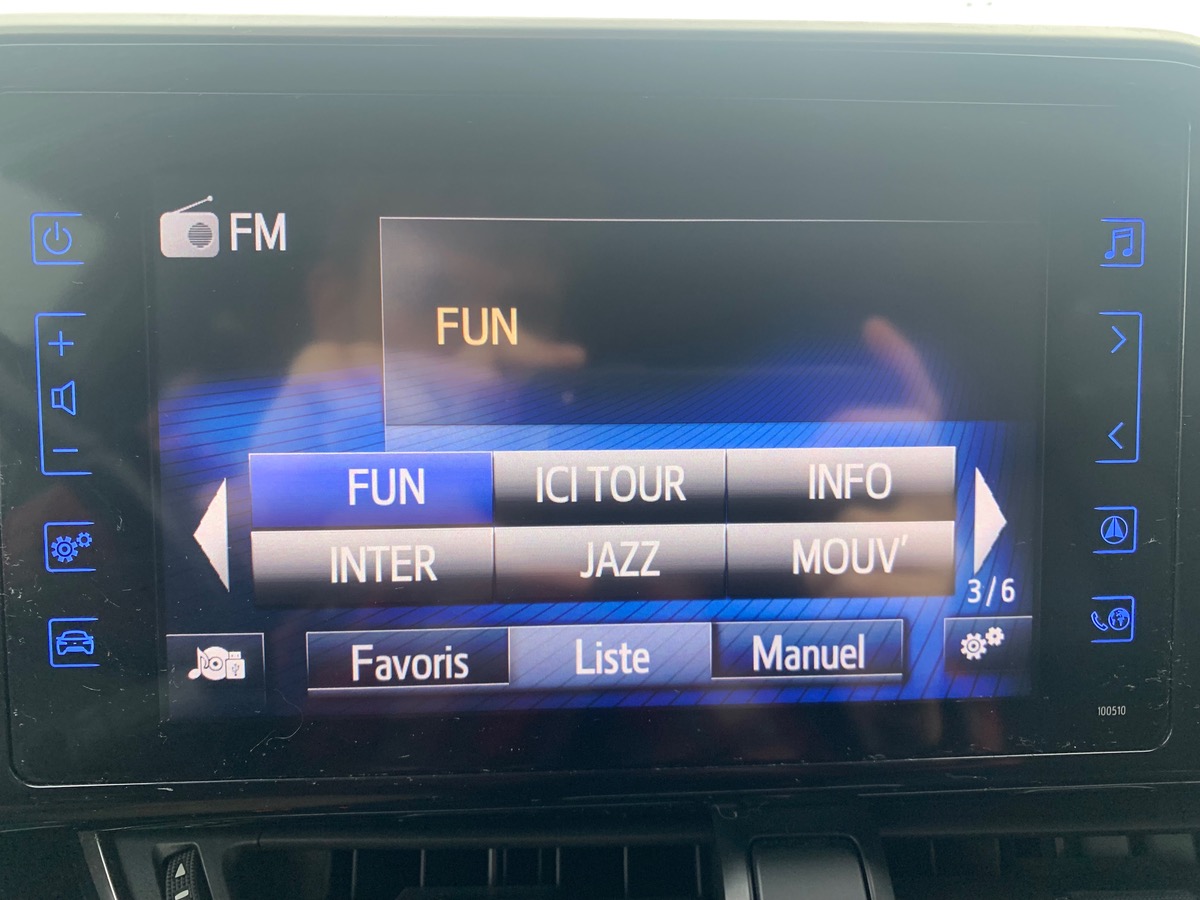 FM
FUN
FUN ICI TOUR INFO
INTER JAZZ MOUV'
3/6
Favoris Liste Manuel
100510